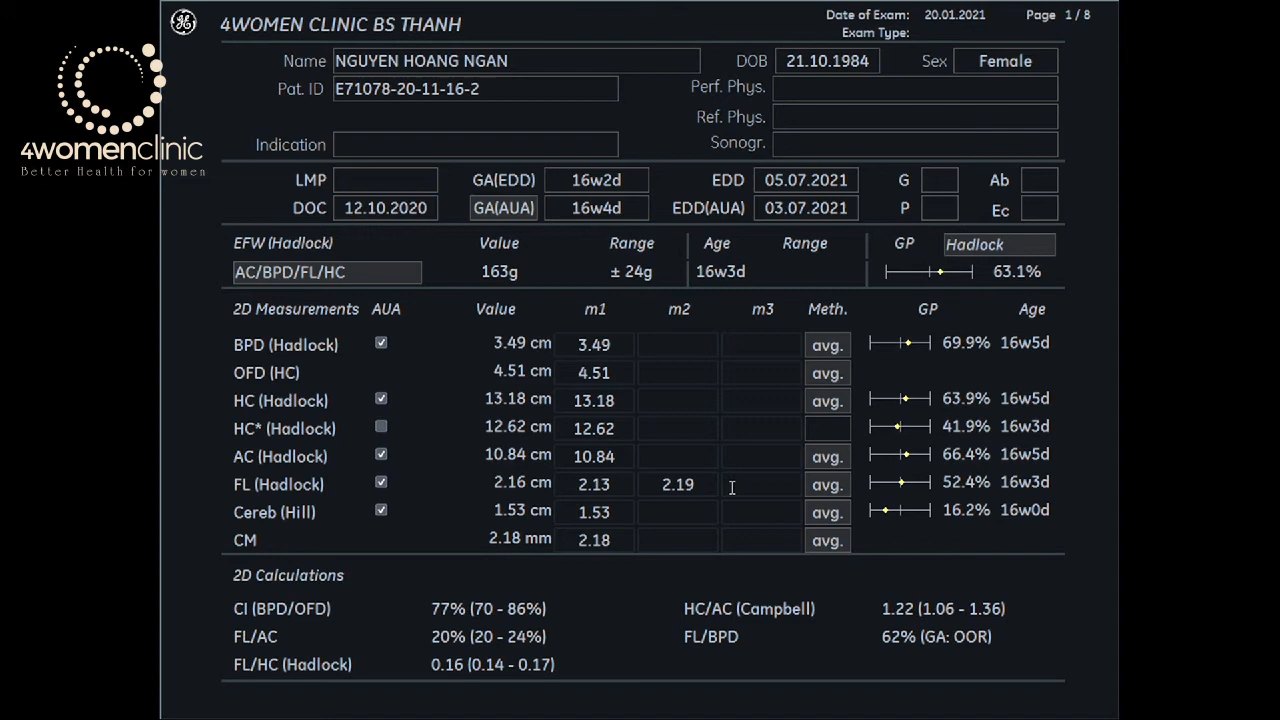 4WOMEN CLINIC BS THANH
Date of Exam: 20.01.2021 Page 1 / 8
Exam Type:
4womenclinic
Better Health for women
Name NGUYEN HOANG NGAN DOB 21.10.1984 Sex Female
Pat. ID E71078-20-11-16-2 Perf. Phys.
Ref. Phys.
Indication Sonogr.
LMP GA(EDD) 16w2d EDD 05.07.2021 G Ab
DOC 12.10.2020 GA(AUA) 16w4d EDD(AUA) 03.07.2021 P Ec
EFW (Hadlock) Value Range Age Range GP Hadlock
AC/BPD/FL/HC 163g ± 24g 16w3d 63.1%
2D Measurements AUA Value m1 m2 m3 Meth. GP Age
BPD (Hadlock) 3.49 cm 3.49 avg. 69.9% 16w5d
OFD (HC) 4.51 cm 4.51 avg.
HC (Hadlock) 13.18 cm 13.18 avg. 63.9% 16w5d
HC* (Hadlock) 12.62 cm 12.62 41.9% 16w3d
AC (Hadlock) 10.84 cm 10.84 avg. 66.4% 16w5d
FL (Hadlock) 2.16 cm 2.13 2.19 avg. 52.4% 16w3d
Cereb (Hill) 1.53 cm 1.53 avg. 16.2% 16w0d
CM 2.18 mm 2.18 avg.
2D Calculations
CI (BPD/OFD) 77% (70 - 86%) HC/AC (Campbell) 1.22 (1.06 - 1.36)
FL/AC 20% (20 - 24%) FL/BPD 62% (GA: OOR)
FL/HC (Hadlock) 0.16 (0.14 - 0.17)